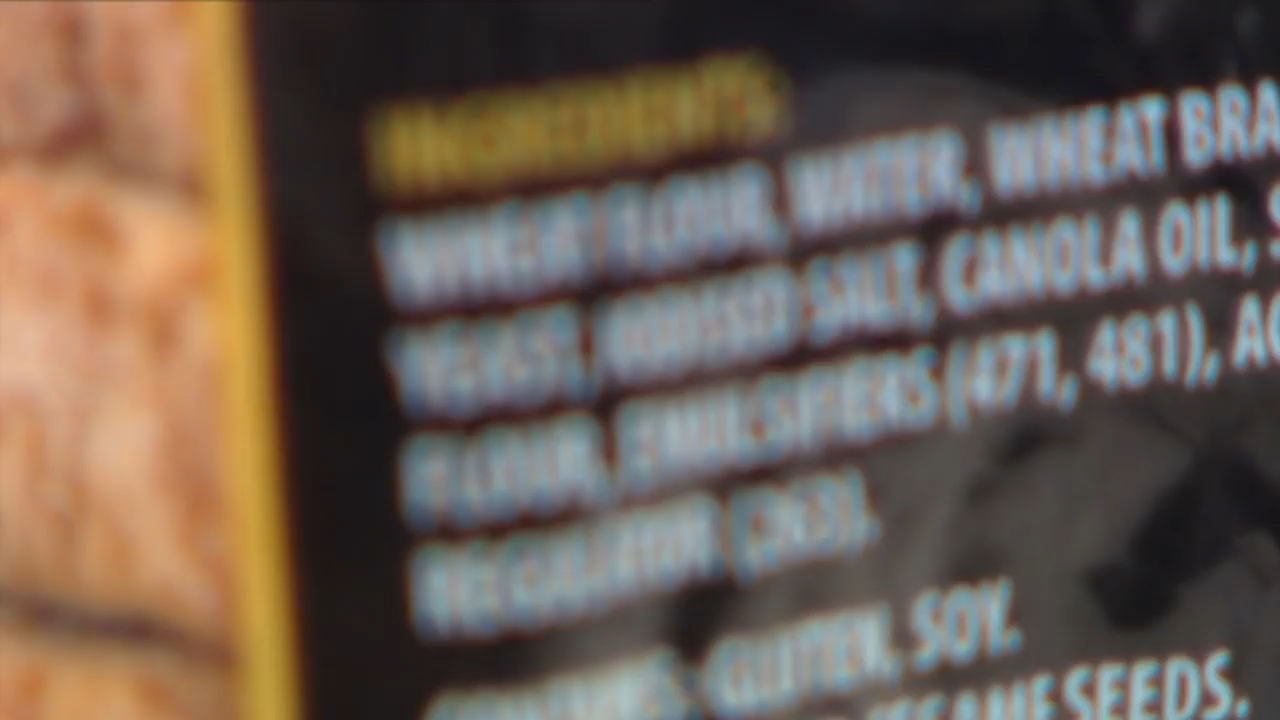 INGREDIENTS:
WHEAT FLOUR, WATER, WHEAT BRA
YEAST, IODISED SALT, CANOLA OIL, S
FLOUR, EMULSIFIERS (471, 481), AC
REGULATOR (263).
CONTAINS: GLUTEN, SOY.
SESAME SEEDS.